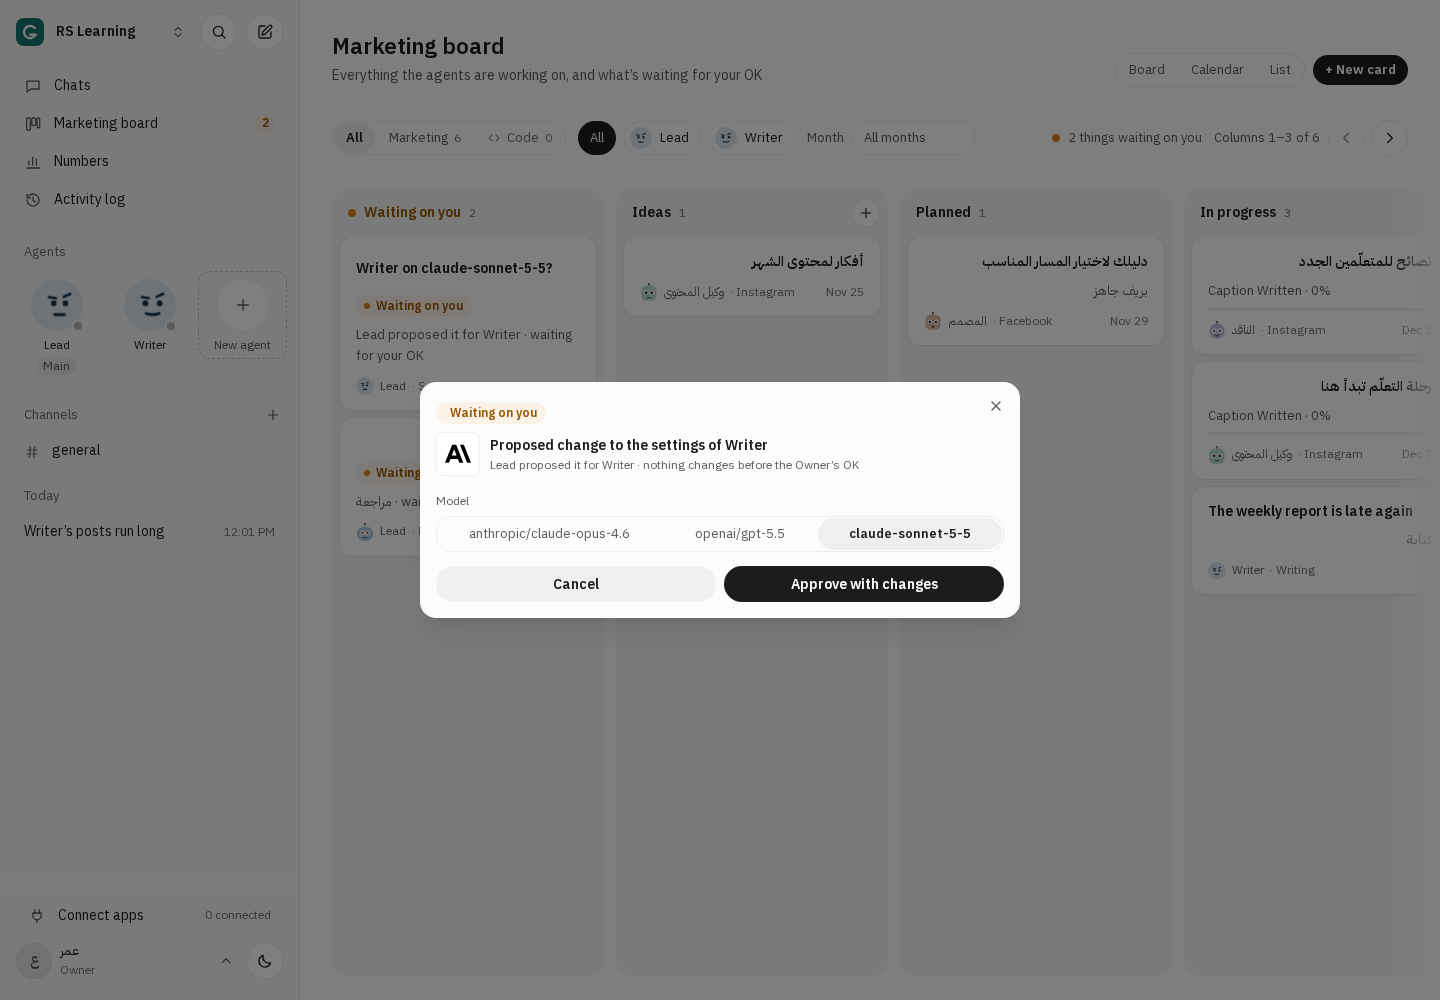 RS Learning
Chats
Marketing board 2
Numbers
Activity log
Agents
Lead
Main
Writer
New agent
Channels
general
Today
Writer's posts run long 12:01 PM
Connect apps 0 connected
ع
عمر
Owner
Marketing board
Everything the agents are working on, and what's waiting for your OK
Board Calendar List + New card
All Marketing 6 Code 0 All Lead Writer Month All months 2 things waiting on you Columns 1–3 of 6
Waiting on you 2
Writer on claude-sonnet-5-5?
Waiting on you
Lead proposed it for Writer · waiting
for your OK
Lead
مراجعة
Lead
Ideas 1
أفكار لمحتوى الشهر
وكيل المحتوى · Instagram Nov 25
Planned 1
دليلك لاختيار المسار المناسب
بريف جاهز
المصمم · Facebook Nov 29
In progress 3
نصائح للمتعلّمين الجدد
Caption Written · 0%
الناقد · Instagram Dec 3
رحلة التعلّم تبدأ هنا
Caption Written · 0%
وكيل المحتوى · Instagram Dec 7
The weekly report is late again
كتابة
Writer · Writing
Waiting on you
Proposed change to the settings of Writer
Lead proposed it for Writer · nothing changes before the Owner's OK
Model
anthropic/claude-opus-4.6 openai/gpt-5.5 claude-sonnet-5-5
Cancel Approve with changes